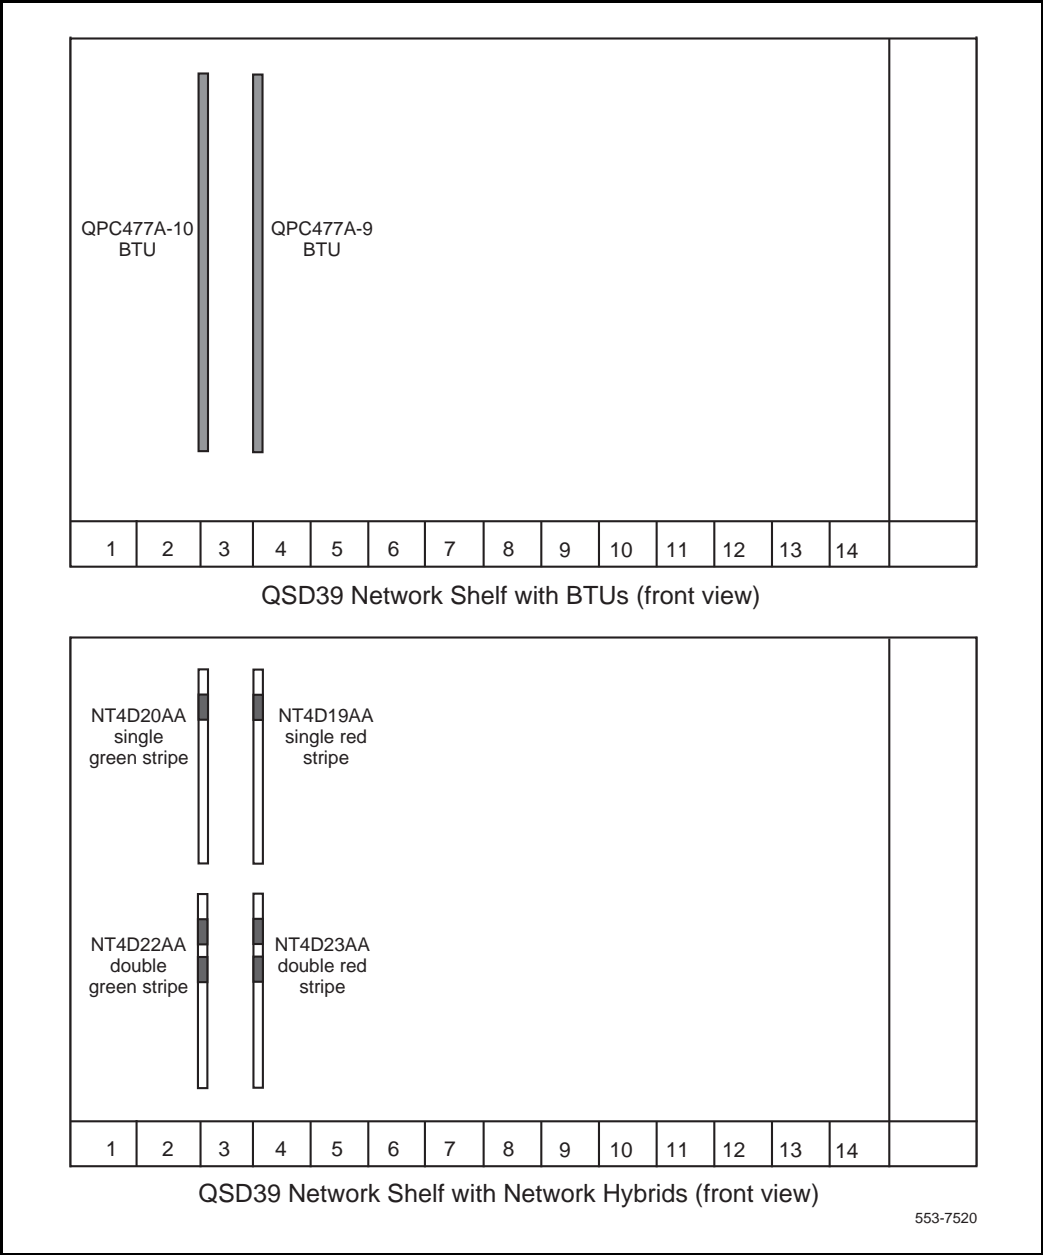 QPC477A-10
BTU
QPC477A-9
BTU
1 2 3 4 5 6 7 8 9 10 11 12 13 14
QSD39 Network Shelf with BTUs (front view)
NT4D20AA
single
green stripe
NT4D19AA
single red
stripe
NT4D22AA
double
green stripe
NT4D23AA
double red
stripe
1 2 3 4 5 6 7 8 9 10 11 12 13 14
QSD39 Network Shelf with Network Hybrids (front view)
553-7520